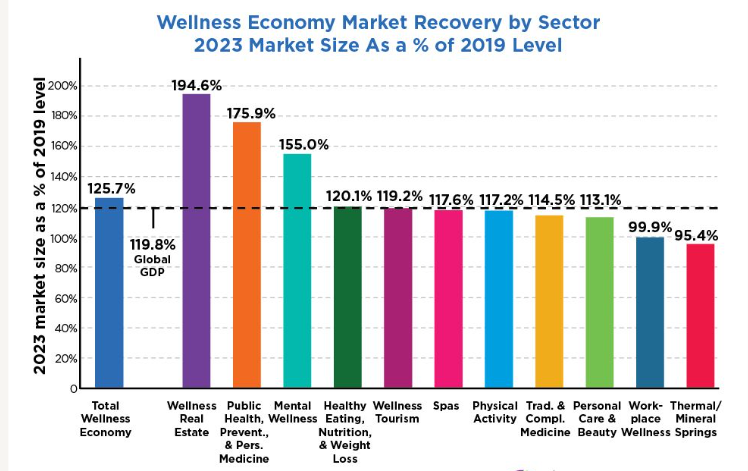 Wellness Economy Market Recovery by Sector
2023 Market Size As a % of 2019 Level
2023 market size as a % of 2019 level
200%
180%
160%
140%
120%
100%
80%
60%
40%
20%
0
125.7%
194.6%
175.9%
155.0%
120.1%
119.2%
117.6%
117.2%
114.5%
113.1%
99.9%
95.4%
119.8%
Global
GDP
Total
Wellness
Economy
Wellness
Real
Estate
Public
Health,
Prevent.,
& Pers.
Medicine
Mental
Wellness
Healthy
Eating,
Nutrition,
& Weight
Loss
Wellness
Tourism
Spas
Physical
Activity
Trad. &
Compl.
Medicine
Personal
Care &
Beauty
Work-
place
Wellness
Thermal/
Mineral
Springs